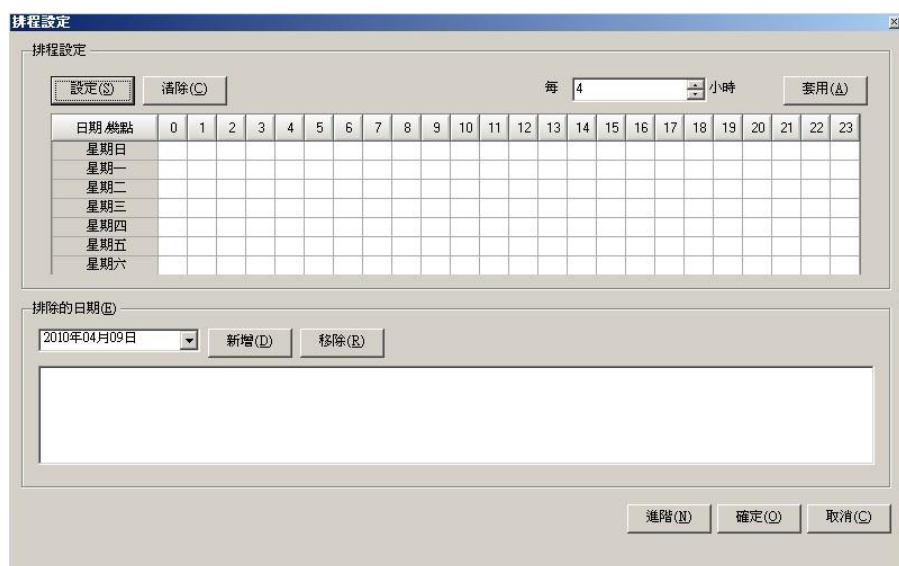 排程設定
排程設定
設定(S) 清除(C) 每 4 小時 套用(A)
日期/幾點 0 1 2 3 4 5 6 7 8 9 10 11 12 13 14 15 16 17 18 19 20 21 22 23
星期日
星期一
星期二
星期三
星期四
星期五
星期六
排除的日期(E)
2010年04月09日 新增(D) 移除(R)
進階(N) 確定(O) 取消(C)